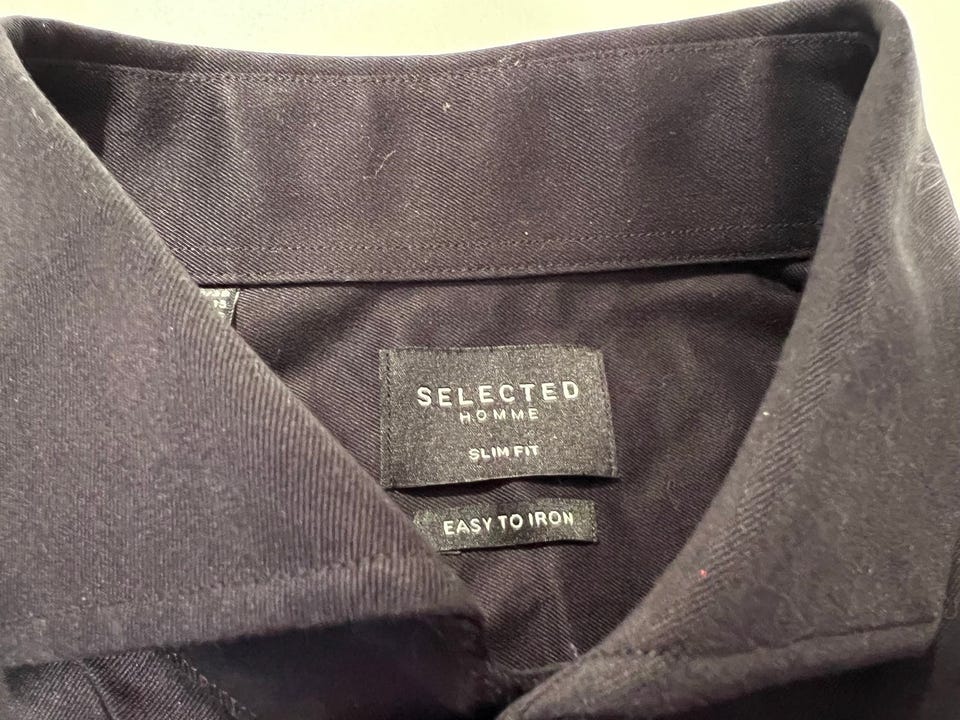 SELECTED
HOMME
SLIM FIT
EASY TO IRON